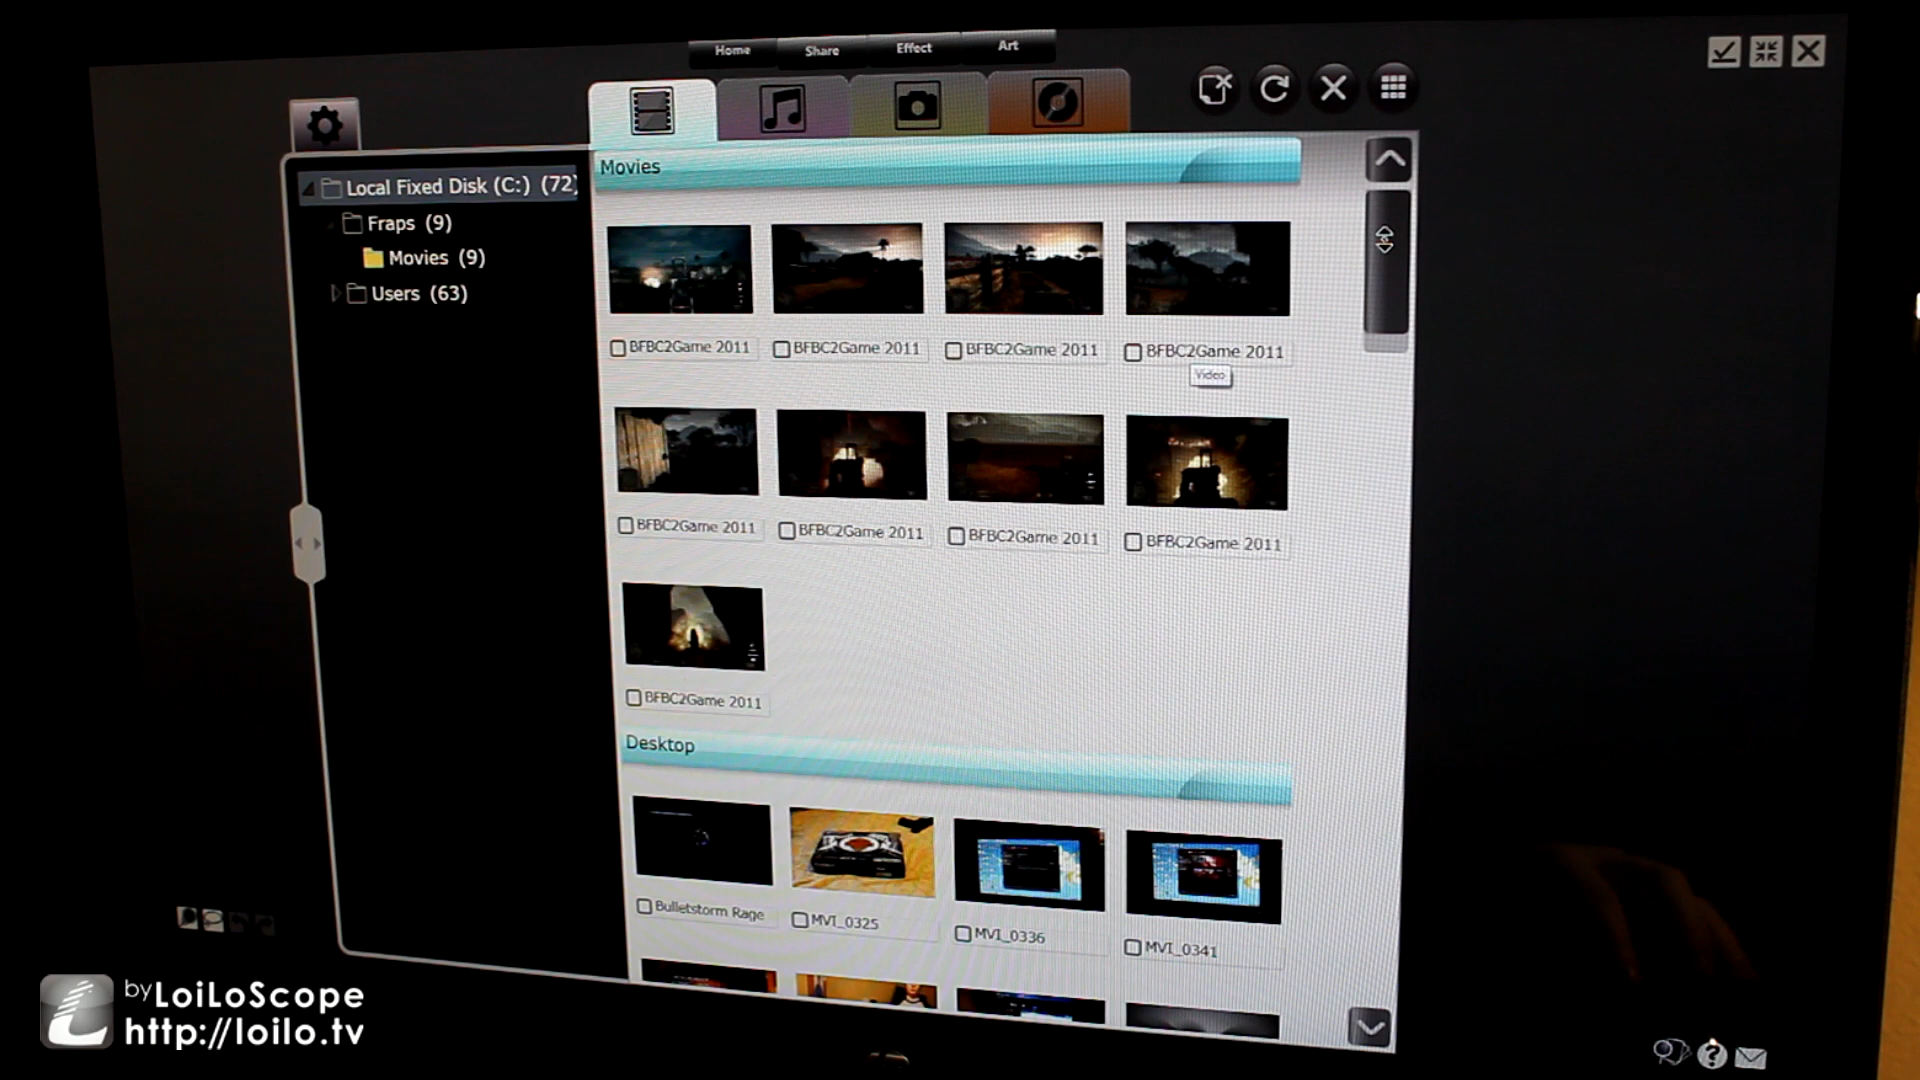 Home
Share
Effect
Art
Local Fixed Disk (C:) (72)
Fraps (9)
Movies (9)
Users (63)
Movies
BFBC2Game 2011
BFBC2Game 2011
BFBC2Game 2011
BFBC2Game 2011
Video
BFBC2Game 2011
BFBC2Game 2011
BFBC2Game 2011
BFBC2Game 2011
BFBC2Game 2011
Desktop
Bulletstorm Rage
MVI_0325
MVI_0336
MVI_0341
by LoiLoScope
http://loilo.tv